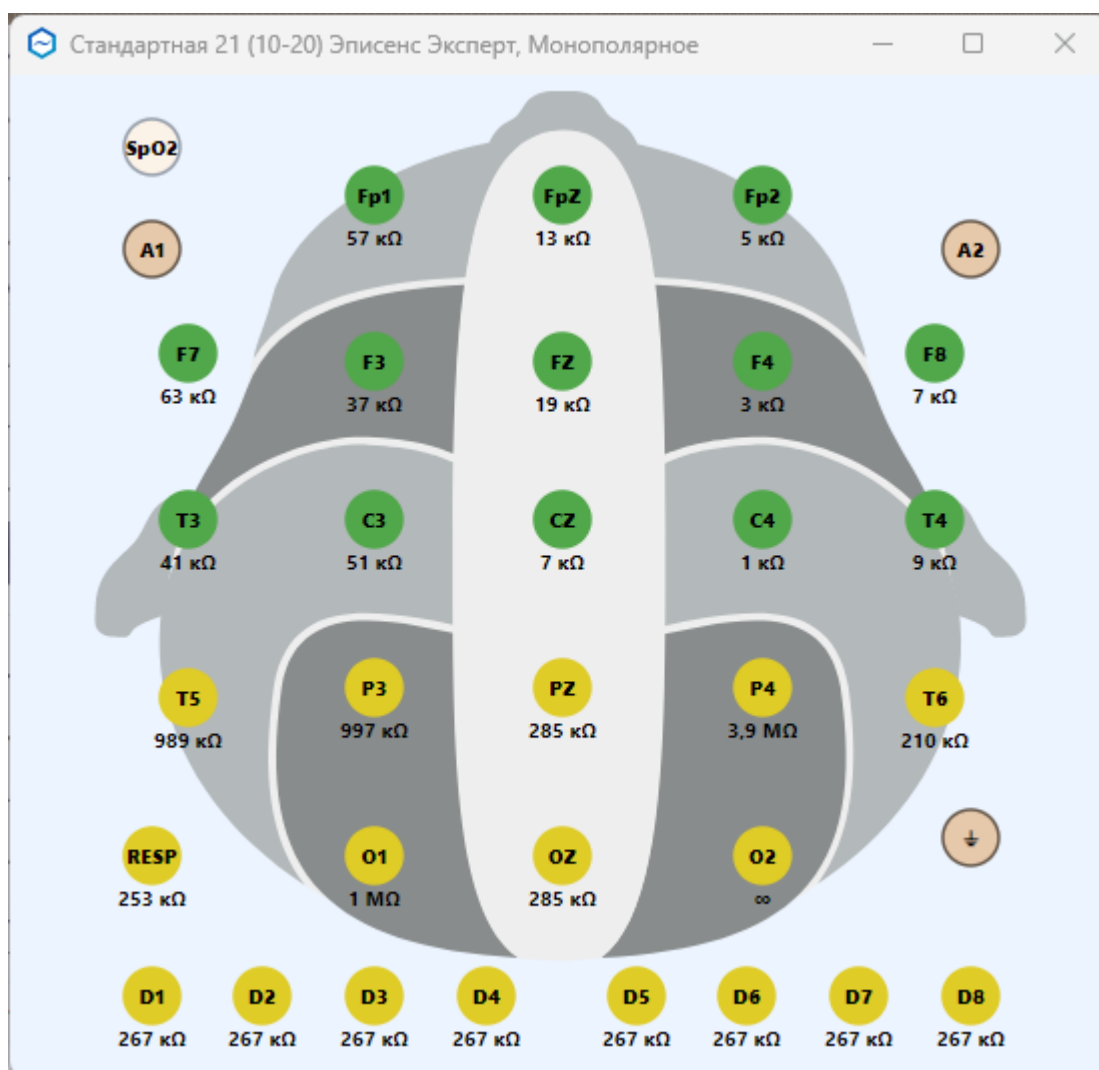 Стандартная 21 (10-20) Эписенс Эксперт, Монополярное
SpO2
Fp1 FpZ Fp2
57 кΩ 13 кΩ 5 кΩ
A1 A2
F7 F3 FZ F4 F8
63 кΩ 37 кΩ 19 кΩ 3 кΩ 7 кΩ
T3 C3 CZ C4 T4
41 кΩ 51 кΩ 7 кΩ 1 кΩ 9 кΩ
T5 P3 PZ P4 T6
989 кΩ 997 кΩ 285 кΩ 3,9 МΩ 210 кΩ
RESP O1 OZ O2
253 кΩ 1 МΩ 285 кΩ ∞
D1 D2 D3 D4 D5 D6 D7 D8
267 кΩ 267 кΩ 267 кΩ 267 кΩ 267 кΩ 267 кΩ 267 кΩ 267 кΩ